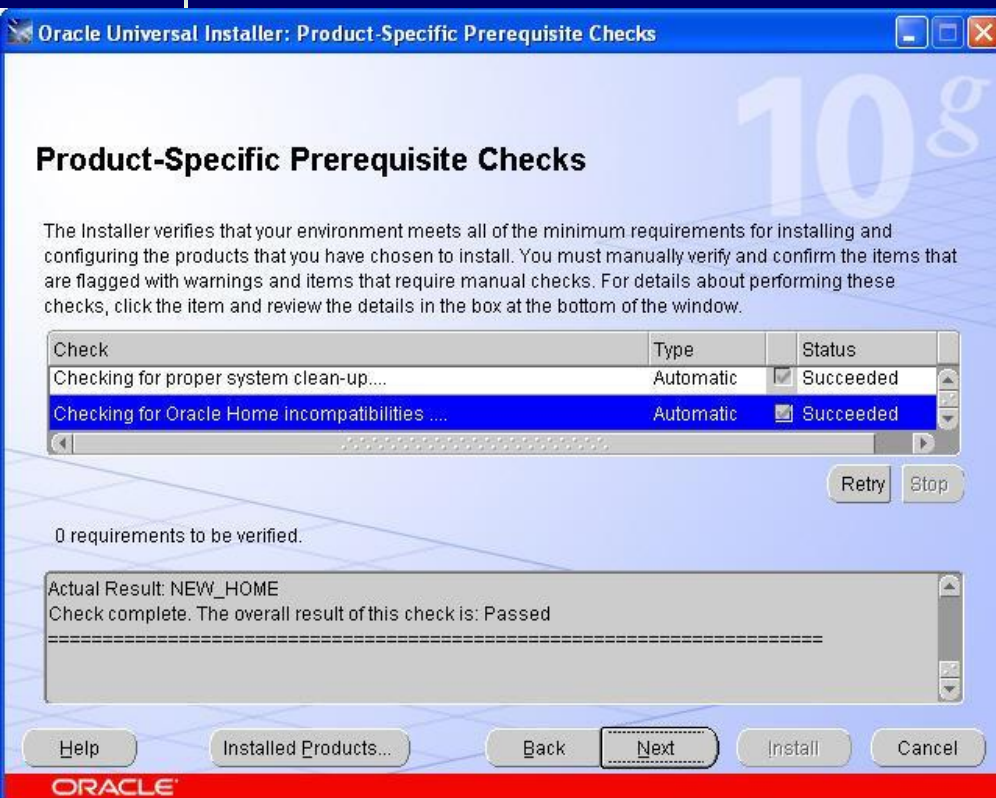 Oracle Universal Installer: Product-Specific Prerequisite Checks
10g
Product-Specific Prerequisite Checks
The Installer verifies that your environment meets all of the minimum requirements for installing and
configuring the products that you have chosen to install. You must manually verify and confirm the items that
are flagged with warnings and items that require manual checks. For details about performing these
checks, click the item and review the details in the box at the bottom of the window.
Check Type Status
Checking for proper system clean-up.... Automatic Succeeded
Checking for Oracle Home incompatibilities .... Automatic Succeeded
Retry Stop
0 requirements to be verified.
Actual Result: NEW_HOME
Check complete. The overall result of this check is: Passed
========================================================================
Help Installed Products... Back Next Install Cancel
ORACLE